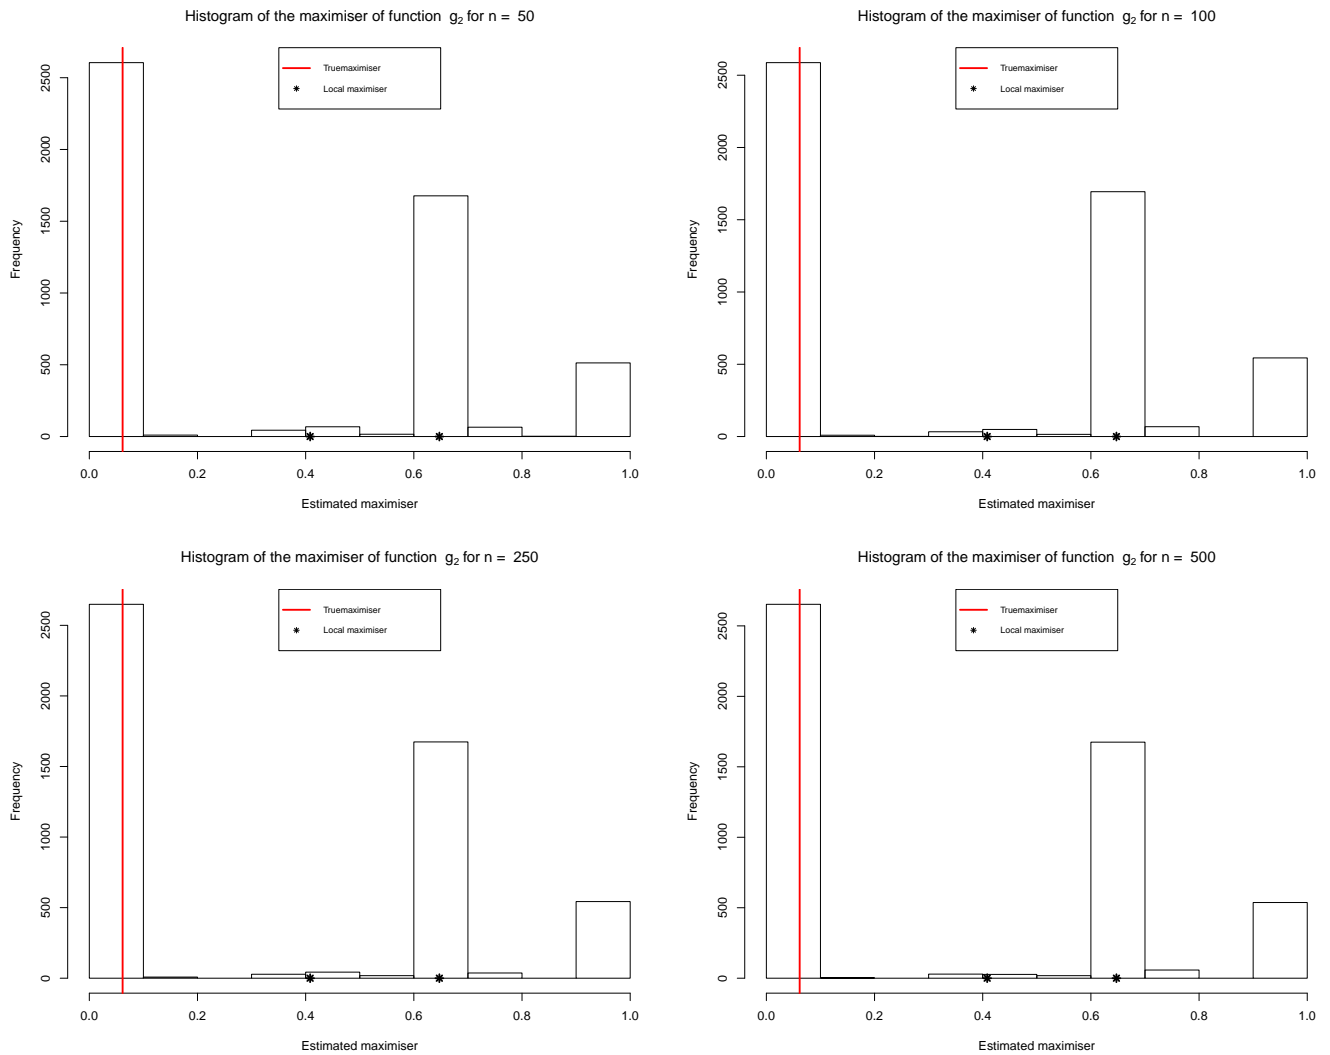 Histogram of the maximiser of function g₂ for n = 50
Truemaximiser
Local maximiser
Frequency
2500
2000
1500
1000
500
0
0.0 0.2 0.4 0.6 0.8 1.0
Estimated maximiser
Histogram of the maximiser of function g₂ for n = 100
Truemaximiser
Local maximiser
Frequency
2500
2000
1500
1000
500
0
0.0 0.2 0.4 0.6 0.8 1.0
Estimated maximiser
Histogram of the maximiser of function g₂ for n = 250
Truemaximiser
Local maximiser
Frequency
2500
2000
1500
1000
500
0
0.0 0.2 0.4 0.6 0.8 1.0
Estimated maximiser
Histogram of the maximiser of function g₂ for n = 500
Truemaximiser
Local maximiser
Frequency
2500
2000
1500
1000
500
0
0.0 0.2 0.4 0.6 0.8 1.0
Estimated maximiser